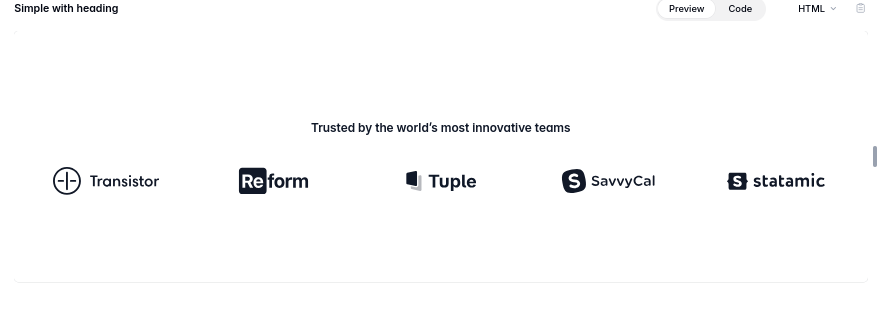 Simple with heading
Preview
Code
HTML
Trusted by the world's most innovative teams
Transistor
Reform
Tuple
S SavvyCal
S statamic